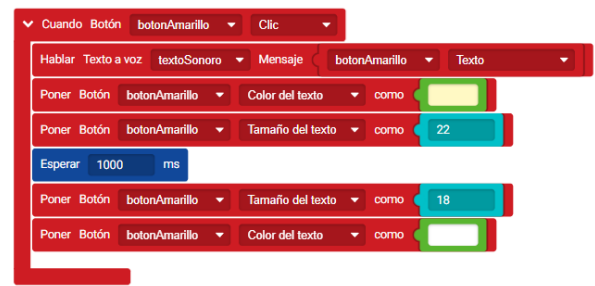 Cuando Botón botonAmarillo Clic
Hablar Texto a voz textoSonoro Mensaje botonAmarillo Texto
Poner Botón botonAmarillo Color del texto como
Poner Botón botonAmarillo Tamaño del texto como 22
Esperar 1000 ms
Poner Botón botonAmarillo Tamaño del texto como 18
Poner Botón botonAmarillo Color del texto como